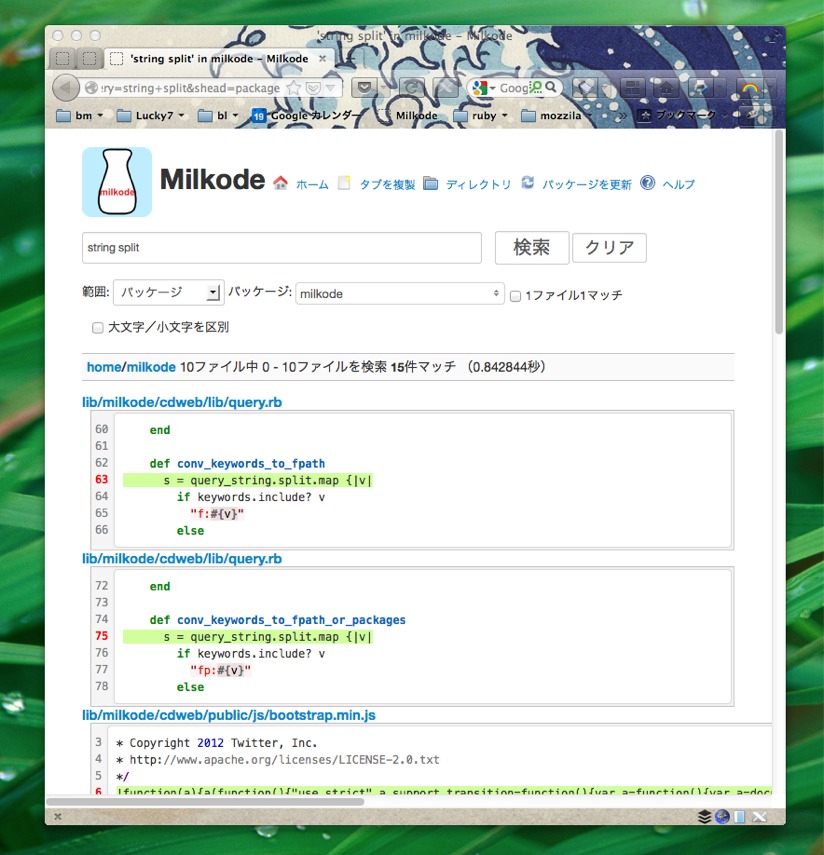 'string split' in milkode – Milkode
'string split' in milkode – Milkode
ry=string+split&shead=package
Goog
bm
Lucky7
bl
19 Google カレンダー
Milkode
ruby
mozzila
»
ブックマーク
milkode
Milkode ホーム タブを複製 ディレクトリ パッケージを更新 ヘルプ
string split 検索 クリア
範囲: パッケージ パッケージ: milkode 1ファイル1マッチ
大文字／小文字を区別
home/milkode 10ファイル中 0 - 10ファイルを検索 15件マッチ （0.842844秒）
lib/milkode/cdweb/lib/query.rb
60 end
61
62 def conv_keywords_to_fpath
63 s = query_string.split.map {|v|
64 if keywords.include? v
65 "f:#{v}"
66 else
lib/milkode/cdweb/lib/query.rb
72 end
73
74 def conv_keywords_to_fpath_or_packages
75 s = query_string.split.map {|v|
76 if keywords.include? v
77 "fp:#{v}"
78 else
lib/milkode/cdweb/public/js/bootstrap.min.js
3 * Copyright 2012 Twitter, Inc.
4 * http://www.apache.org/licenses/LICENSE-2.0.txt
5 */
6 !function(a){a(function(){"use strict",a.support.transition=function(){var a=function(){var a=docu